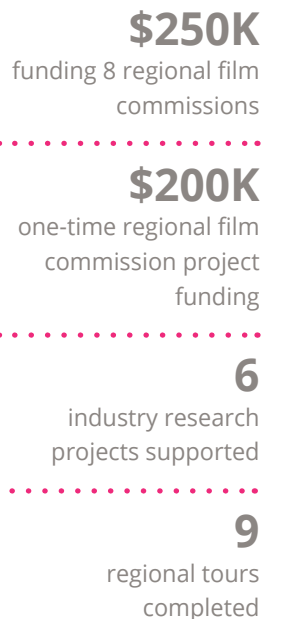 $250K
funding 8 regional film
commissions
$200K
one-time regional film
commission project
funding
6
industry research
projects supported
9
regional tours
completed